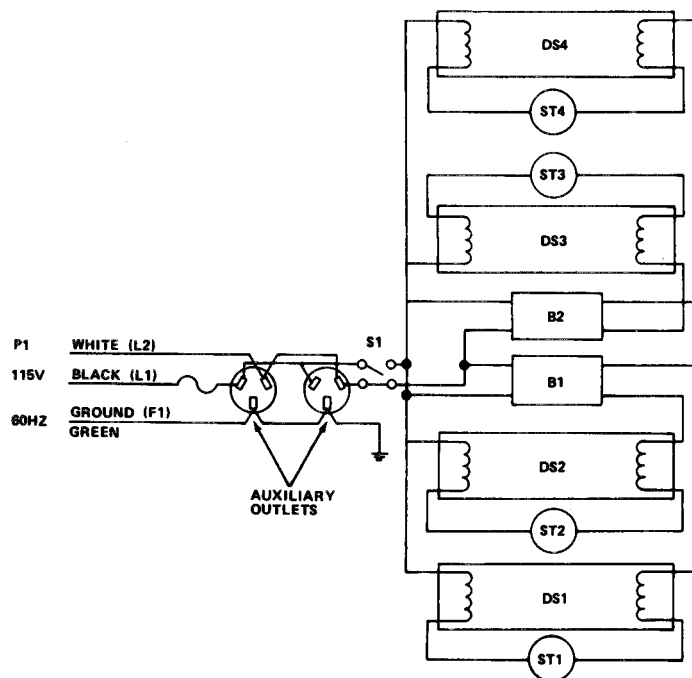 DS4
ST4
ST3
DS3
B2
P1 WHITE (L2)
S1
115V BLACK (L1)
B1
60HZ GROUND (F1)
GREEN
DS2
AUXILIARY
OUTLETS
ST2
DS1
ST1